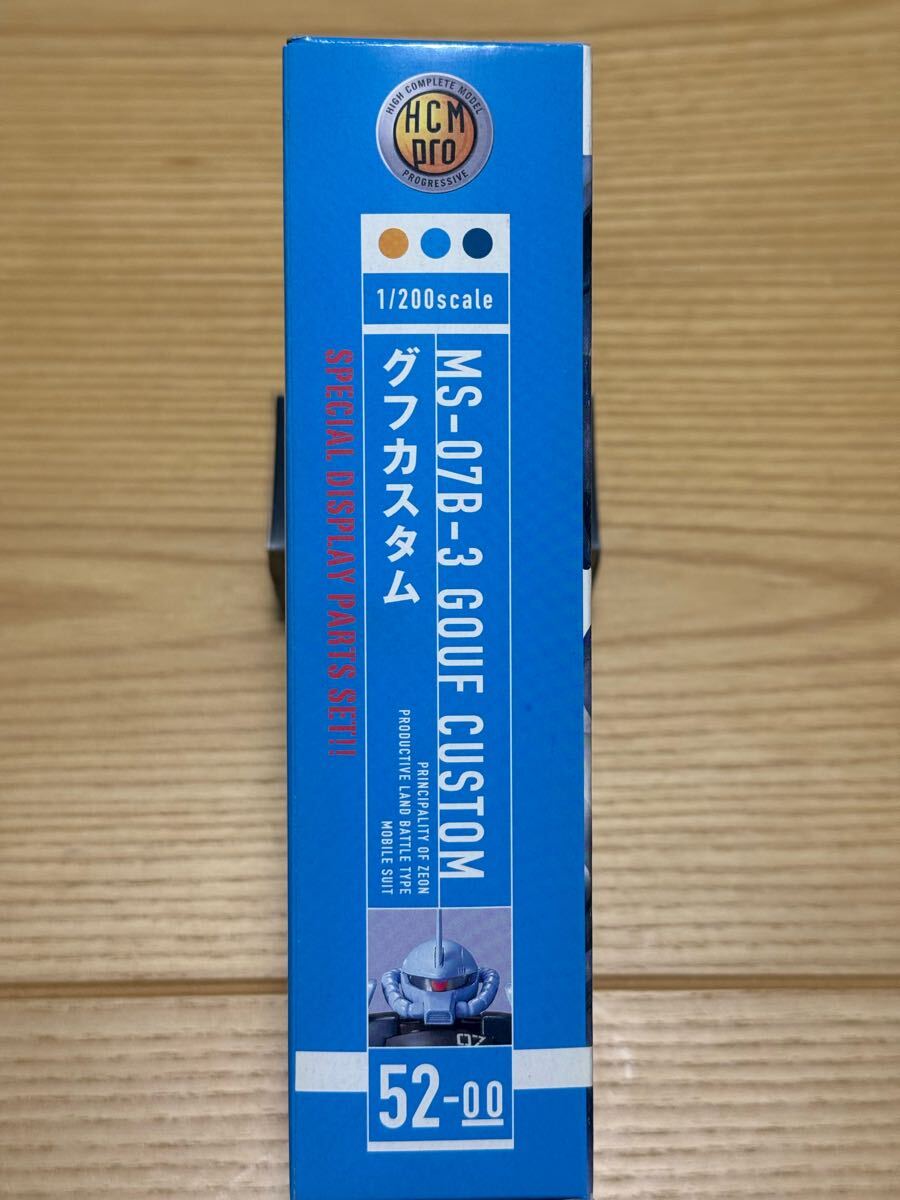 HIGH COMPLETE MODEL
HCM
pro
PROGRESSIVE
1/200scale
MS-07B-3 GOUF CUSTOM
グフカスタム
PRINCIPALITY OF ZEON
PRODUCTIVE LAND BATTLE TYPE
MOBILE SUIT
SPECIAL DISPLAY PARTS SET!!
07
52-00